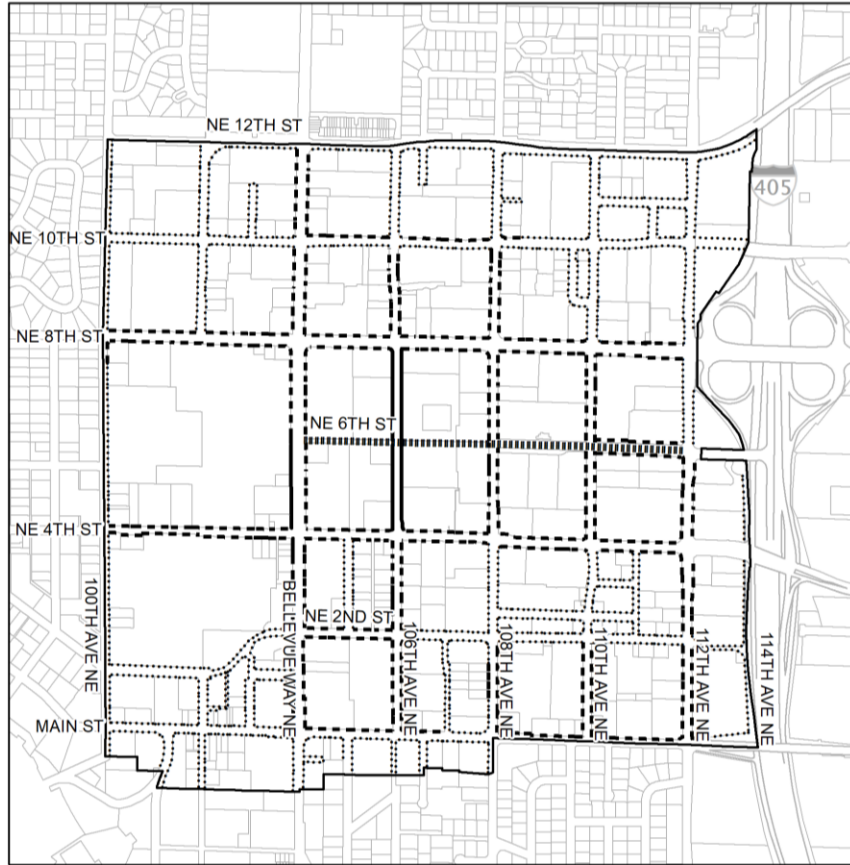 NE 12TH ST
405
NE 10TH ST
NE 8TH ST
NE 6TH ST
NE 4TH ST
NE 2ND ST
100TH AVE NE
BELLEVUE WAY NE
106TH AVE NE
108TH AVE NE
110TH AVE NE
112TH AVE NE
114TH AVE NE
MAIN ST